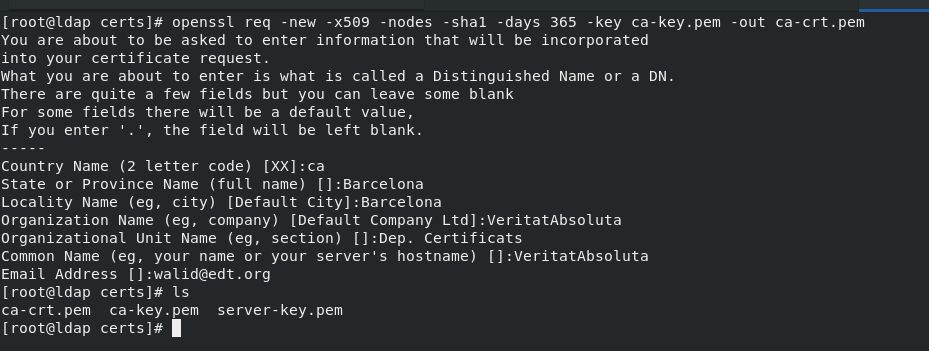 [root@ldap certs]# openssl req -new -x509 -nodes -sha1 -days 365 -key ca-key.pem -out ca-crt.pem
You are about to be asked to enter information that will be incorporated
into your certificate request.
What you are about to enter is what is called a Distinguished Name or a DN.
There are quite a few fields but you can leave some blank
For some fields there will be a default value,
If you enter '.', the field will be left blank.
-----
Country Name (2 letter code) [XX]:ca
State or Province Name (full name) []:Barcelona
Locality Name (eg, city) [Default City]:Barcelona
Organization Name (eg, company) [Default Company Ltd]:VeritatAbsoluta
Organizational Unit Name (eg, section) []:Dep. Certificats
Common Name (eg, your name or your server's hostname) []:VeritatAbsoluta
Email Address []:walid@edt.org
[root@ldap certs]# ls
ca-crt.pem  ca-key.pem  server-key.pem
[root@ldap certs]#